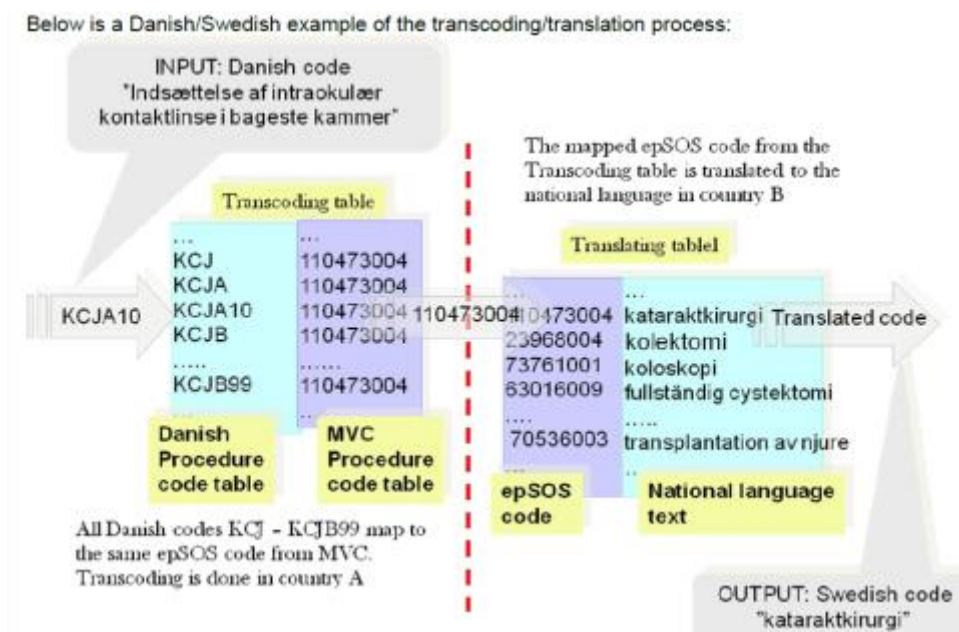 Below is a Danish/Swedish example of the transcoding/translation process:
INPUT: Danish code
"Indsættelse af intraokulær
kontaktlinse i bageste kammer"
The mapped epSOS code from the
Transcoding table is translated to the
national language in country B
Transcoding table
... ...
KCJ 110473004
KCJA 110473004
KCJA10 110473004
KCJB 110473004
..... ......
KCJB99 110473004
... ...
KCJA10
110473004
Danish
Procedure
code table
MVC
Procedure
code table
All Danish codes KCJ – KCJB99 map to
the same epSOS code from MVC.
Transcoding is done in country A
Translating tablel
... ...
110473004 kataraktkirurgi
23968004 kolektomi
73761001 koloskopi
63016009 fullständig cystektomi
.... .....
70536003 transplantation av njure
... ..
Translated code
epSOS
code
National language
text
OUTPUT: Swedish code
"kataraktkirurgi"